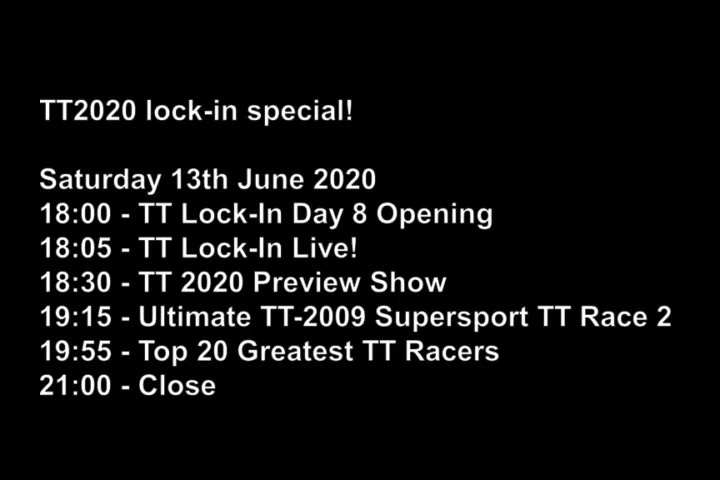 TT2020 lock-in special!
Saturday 13th June 2020
18:00 - TT Lock-In Day 8 Opening
18:05 - TT Lock-In Live!
18:30 - TT 2020 Preview Show
19:15 - Ultimate TT-2009 Supersport TT Race 2
19:55 - Top 20 Greatest TT Racers
21:00 - Close